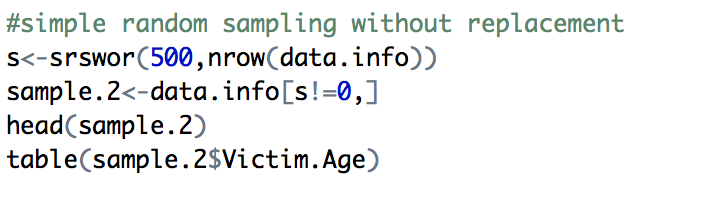 #simple random sampling without replacement
s<-srswor(500,nrow(data.info))
sample.2<-data.info[s!=0,]
head(sample.2)
table(sample.2$Victim.Age)